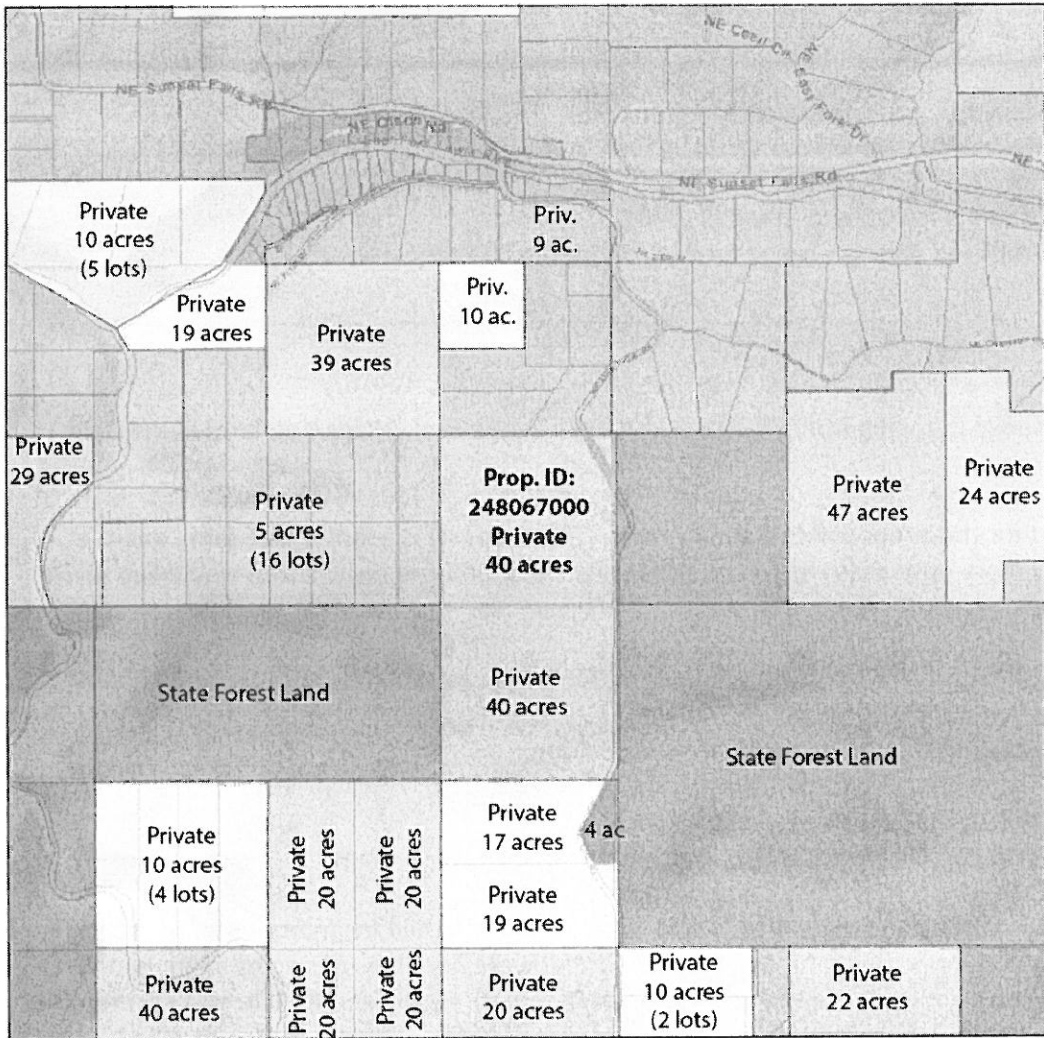 NE Cecil Dr
NE East Fork Dr
NE Sunset Falls Rd
NE Sunset Falls Rd
NE
Private
10 acres
(5 lots)
Priv.
9 ac.
Private
19 acres
Private
39 acres
Priv.
10 ac.
Private
29 acres
Private
5 acres
(16 lots)
Prop. ID:
248067000
Private
40 acres
Private
47 acres
Private
24 acres
State Forest Land
Private
40 acres
State Forest Land
Private
10 acres
(4 lots)
Private
20 acres
Private
20 acres
Private
17 acres
4 ac
Private
19 acres
Private
40 acres
Private
20 acres
Private
20 acres
Private
20 acres
Private
10 acres
(2 lots)
Private
22 acres